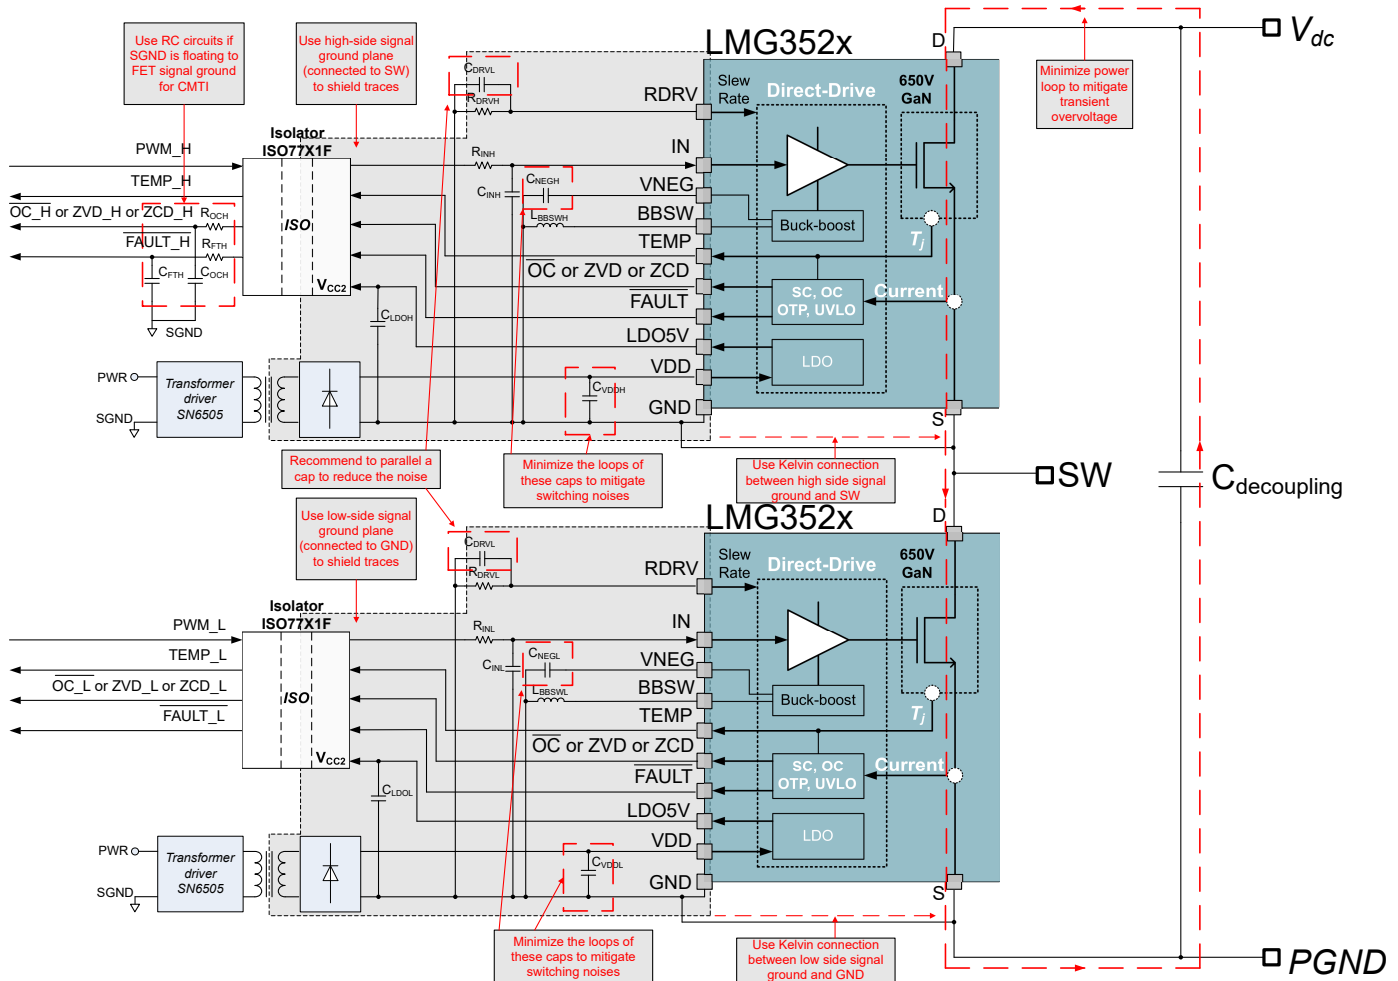 Use RC circuits if
SGND is floating to
FET signal ground
for CMTI
Use high-side signal
ground plane
(connected to SW)
to shield traces
LMG352x
D
Vdc
Minimize power
loop to mitigate
transient
overvoltage
CDRVL
RDRVH
RDRV
Slew
Rate
Direct-Drive
650V
GaN
Isolator
ISO77X1F
PWM_H
RINH
IN
TEMP_H
CINH
CNEGH
VNEG
OC_H or ZVD_H or ZCD_H
ROCH
ISO
LBBSWH
BBSW
Buck-boost
Tj
FAULT_H
RFTH
TEMP
CFTH
COCH
OC or ZVD or ZCD
SC, OC
OTP, UVLO
Current
VCC2
FAULT
SGND
CLDOH
LDO5V
LDO
PWR
Transformer
driver
SN6505
VDD
CVDDH
SGND
GND
S
Recommend to parallel a
cap to reduce the noise
Minimize the loops of
these caps to mitigate
switching noises
Use Kelvin connection
between high side signal
ground and SW
SW
Cdecoupling
Use low-side signal
ground plane
(connected to GND)
to shield traces
LMG352x
D
CDRVL
RDRVL
RDRV
Slew
Rate
Direct-Drive
650V
GaN
Isolator
ISO77X1F
PWM_L
RINL
IN
TEMP_L
CINL
CNEGL
VNEG
OC_L or ZVD_L or ZCD_L
ISO
LBBSWL
BBSW
Buck-boost
Tj
FAULT_L
TEMP
OC or ZVD or ZCD
SC, OC
OTP, UVLO
Current
VCC2
FAULT
CLDOL
LDO5V
LDO
PWR
Transformer
driver
SN6505
VDD
CVDDL
SGND
GND
S
Minimize the loops of
these caps to mitigate
switching noises
Use Kelvin connection
between low side signal
ground and GND
PGND